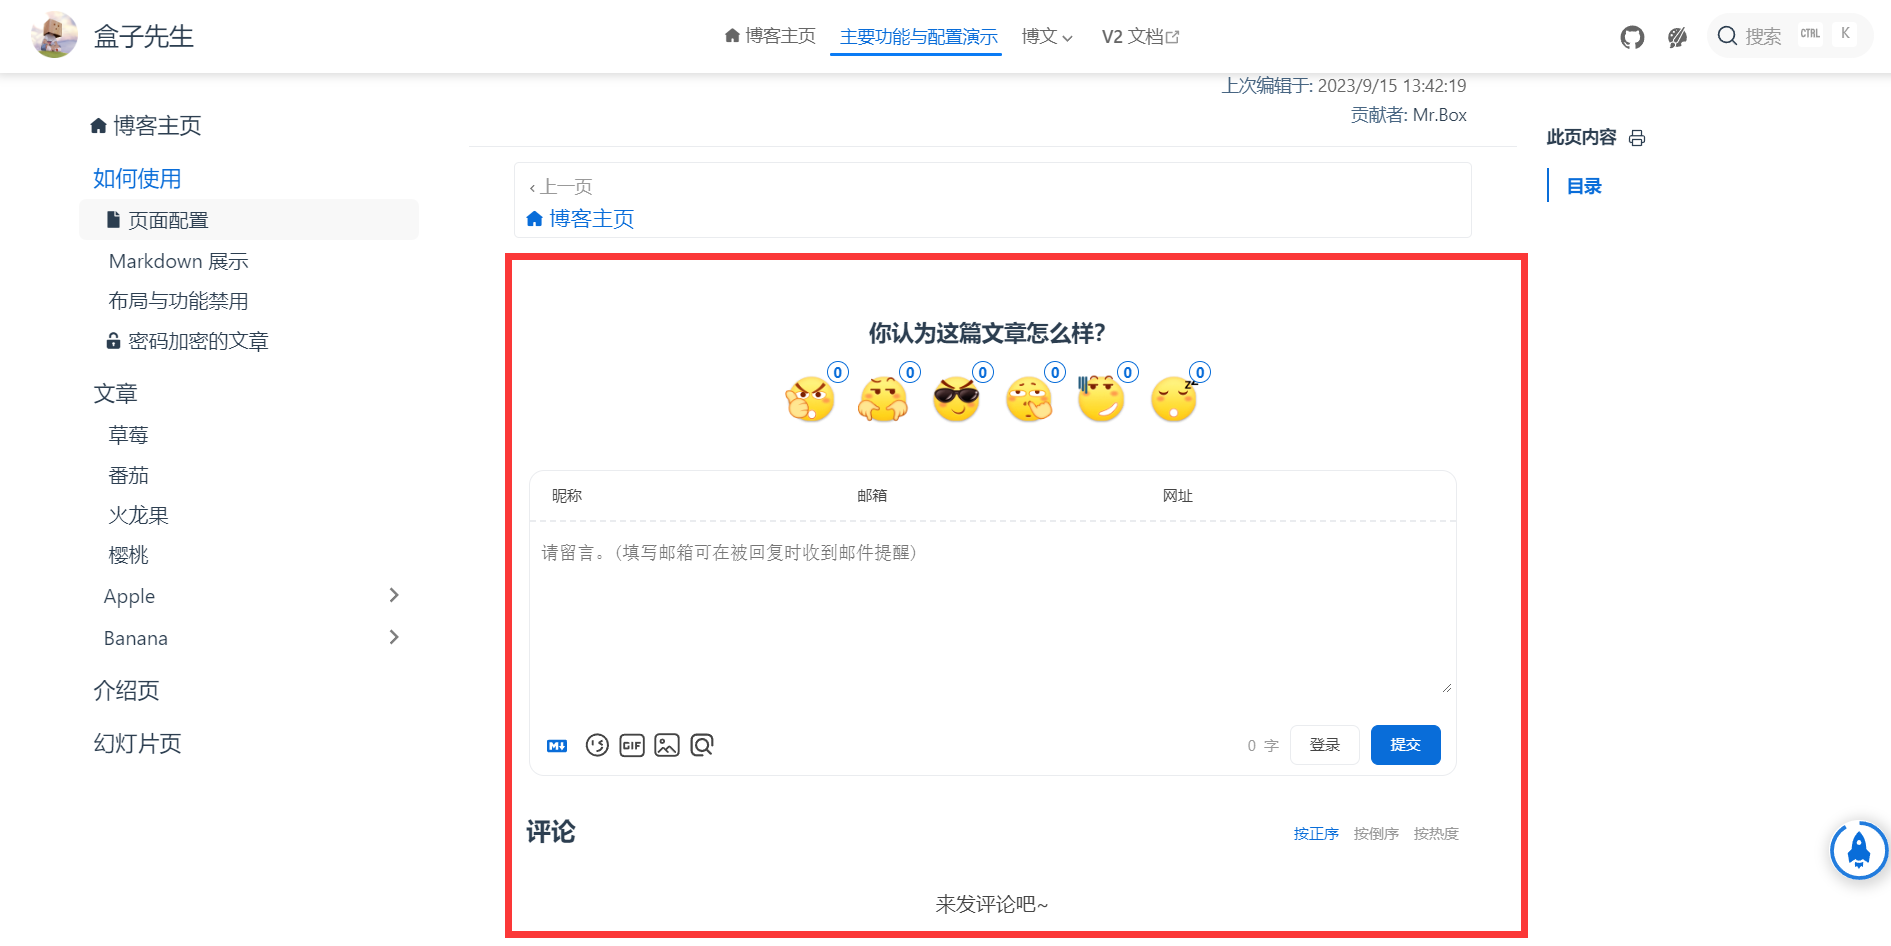 盒子先生
博客主页
主要功能与配置演示
博文
V2 文档
搜索
CTRL
K
博客主页
如何使用
页面配置
Markdown 展示
布局与功能禁用
密码加密的文章
文章
草莓
番茄
火龙果
樱桃
Apple
Banana
介绍页
幻灯片页
上次编辑于: 2023/9/15 13:42:19
贡献者: Mr.Box
‹ 上一页
博客主页
你认为这篇文章怎么样？
0 0 0 0 0 0
昵称 邮箱 网址
请留言。(填写邮箱可在被回复时收到邮件提醒)
M↓
GIF
0 字
登录
提交
评论
按正序 按倒序 按热度
来发评论吧~
此页内容
目录